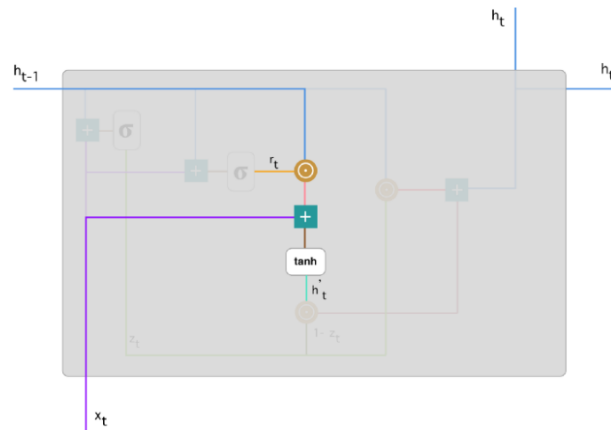 h_t
h_{t-1}
h_t
σ
σ
r_t
tanh
h'_t
z_t
1- z_t
x_t